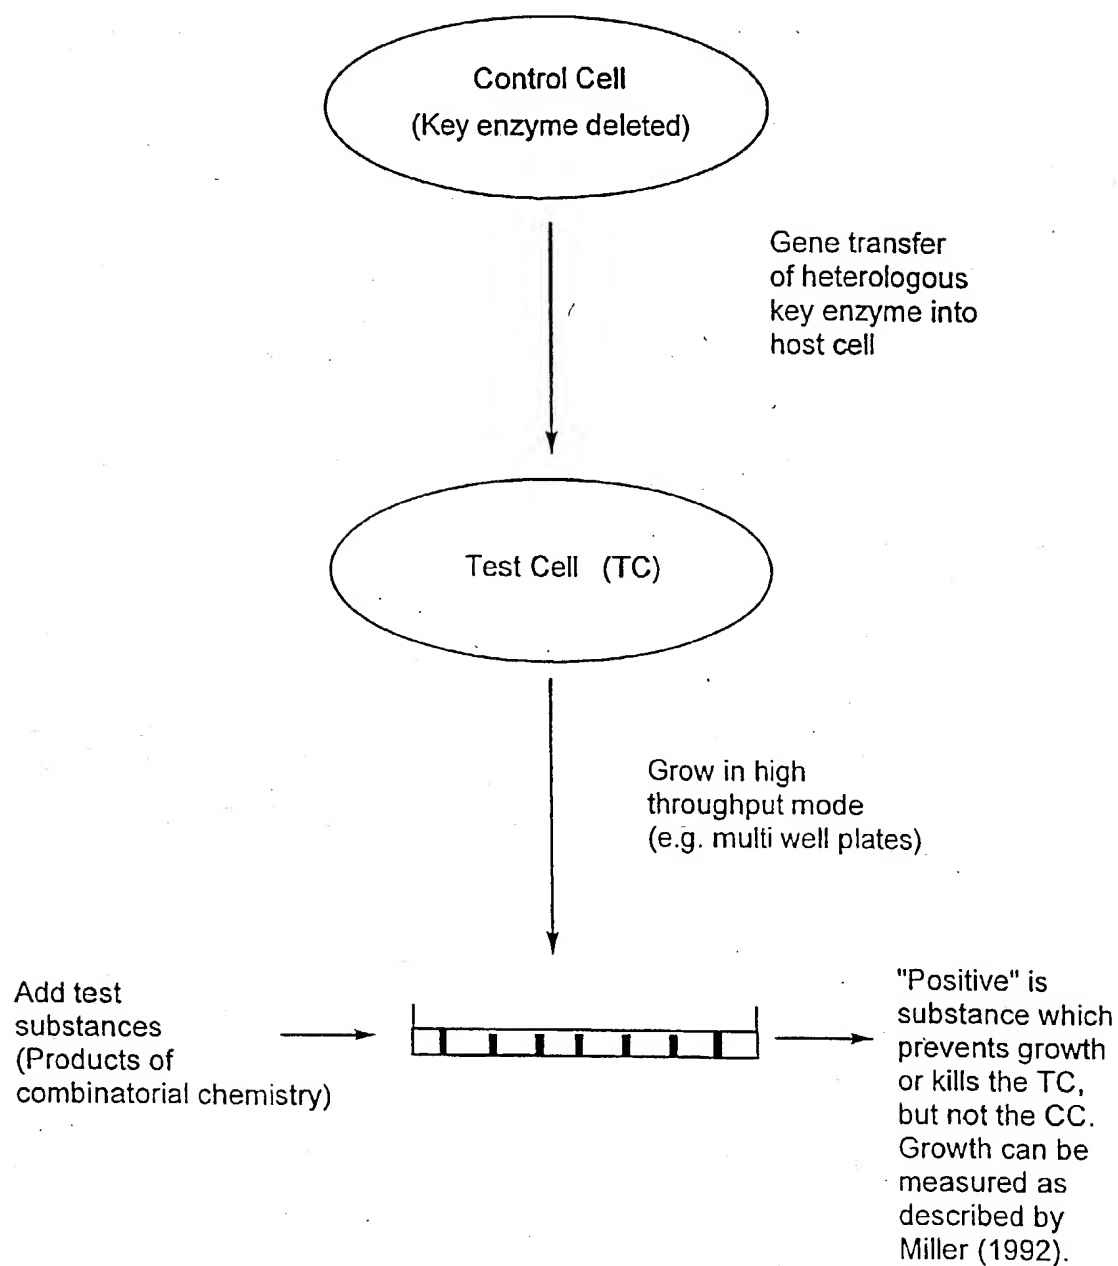 Control Cell
(Key enzyme deleted)
Gene transfer
of heterologous
key enzyme into
host cell
Test Cell (TC)
Grow in high
throughput mode
(e.g. multi well plates)
Add test
substances
(Products of
combinatorial chemistry)
"Positive" is
substance which
prevents growth
or kills the TC,
but not the CC.
Growth can be
measured as
described by
Miller (1992).